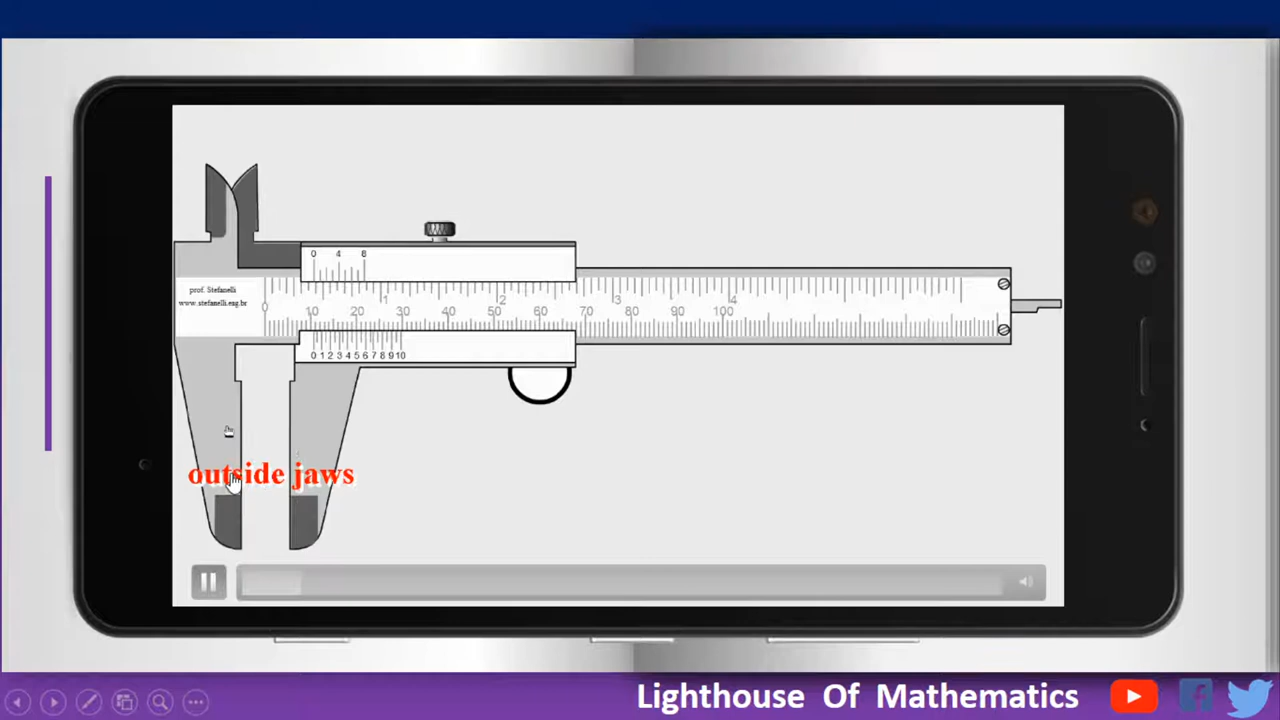 0 4 8
prof. Stefanelli
www.stefanelli.eng.br
1 2 3 4
0 10 20 30 40 50 60 70 80 90 100
0 1 2 3 4 5 6 7 8 9 10
outside jaws
Lighthouse Of Mathematics